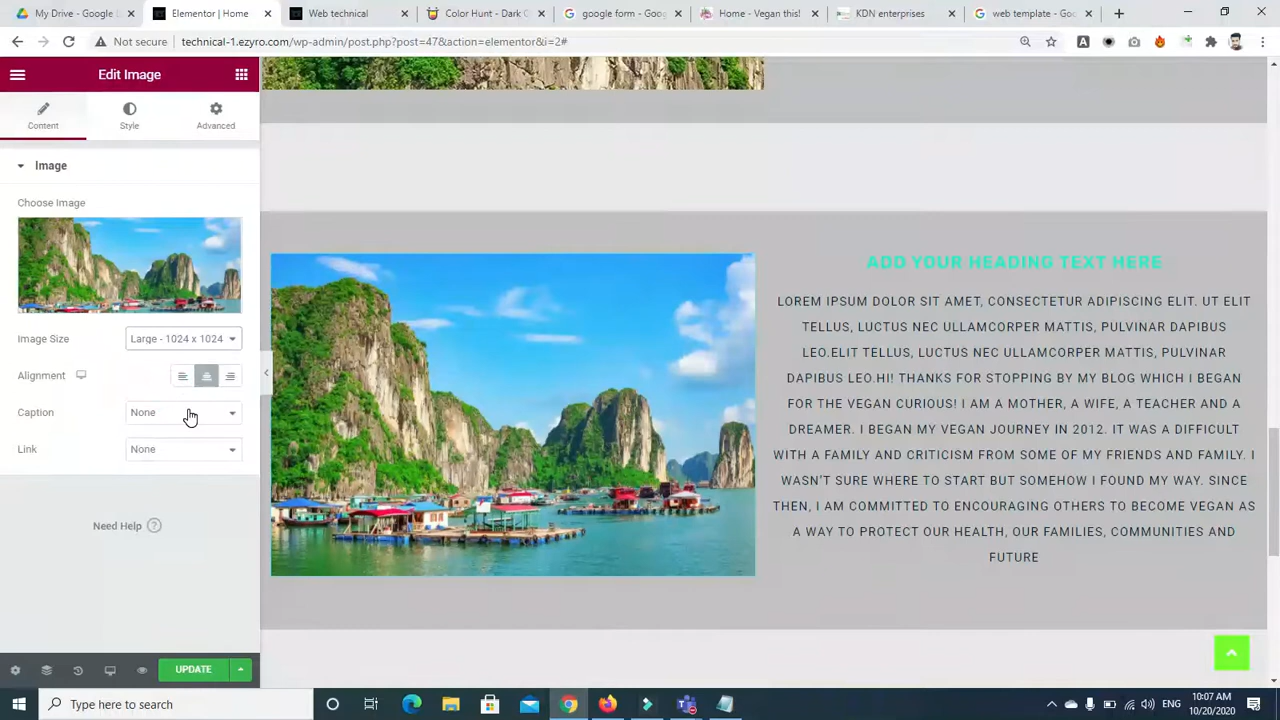 My Drive - Google D
Elementor | Home
Web technical
Color Hunt - Dark G
google form - Goog
Home - Vegan this!
KDN enterprises
web template - Goo
Not secure
technical-1.ezyro.com/wp-admin/post.php?post=47&action=elementor&i=2#
Edit Image
Content
Style
Advanced
Image
Choose Image
Image Size
Large - 1024 x 1024
Alignment
Caption
None
Link
None
Need Help ?
UPDATE
ADD YOUR HEADING TEXT HERE
LOREM IPSUM DOLOR SIT AMET, CONSECTETUR ADIPISCING ELIT. UT ELIT
TELLUS, LUCTUS NEC ULLAMCORPER MATTIS, PULVINAR DAPIBUS
LEO.ELIT TELLUS, LUCTUS NEC ULLAMCORPER MATTIS, PULVINAR
DAPIBUS LEO.HI! THANKS FOR STOPPING BY MY BLOG WHICH I BEGAN
FOR THE VEGAN CURIOUS! I AM A MOTHER, A WIFE, A TEACHER AND A
DREAMER. I BEGAN MY VEGAN JOURNEY IN 2012. IT WAS A DIFFICULT
WITH A FAMILY AND CRITICISM FROM SOME OF MY FRIENDS AND FAMILY. I
WASN'T SURE WHERE TO START BUT SOMEHOW I FOUND MY WAY. SINCE
THEN, I AM COMMITTED TO ENCOURAGING OTHERS TO BECOME VEGAN AS
A WAY TO PROTECT OUR HEALTH, OUR FAMILIES, COMMUNITIES AND
FUTURE
Type here to search
ENG
10:07 AM
10/20/2020